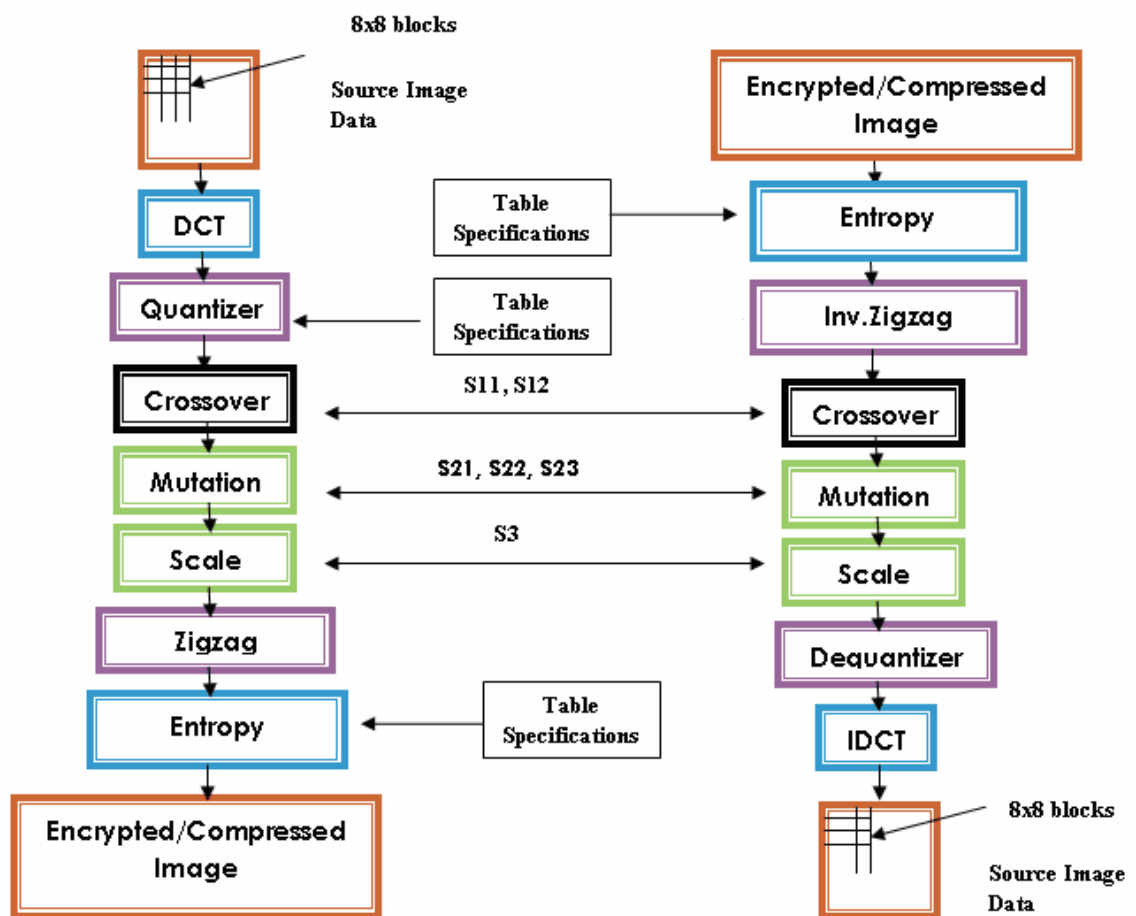 8x8 blocks
Source Image
Data
DCT
Quantizer
Crossover
Mutation
Scale
Zigzag
Entropy
Encrypted/Compressed
Image
Table
Specifications
Table
Specifications
S11, S12
S21, S22, S23
S3
Table
Specifications
Encrypted/Compressed
Image
Entropy
Inv.Zigzag
Crossover
Mutation
Scale
Dequantizer
IDCT
8x8 blocks
Source Image
Data